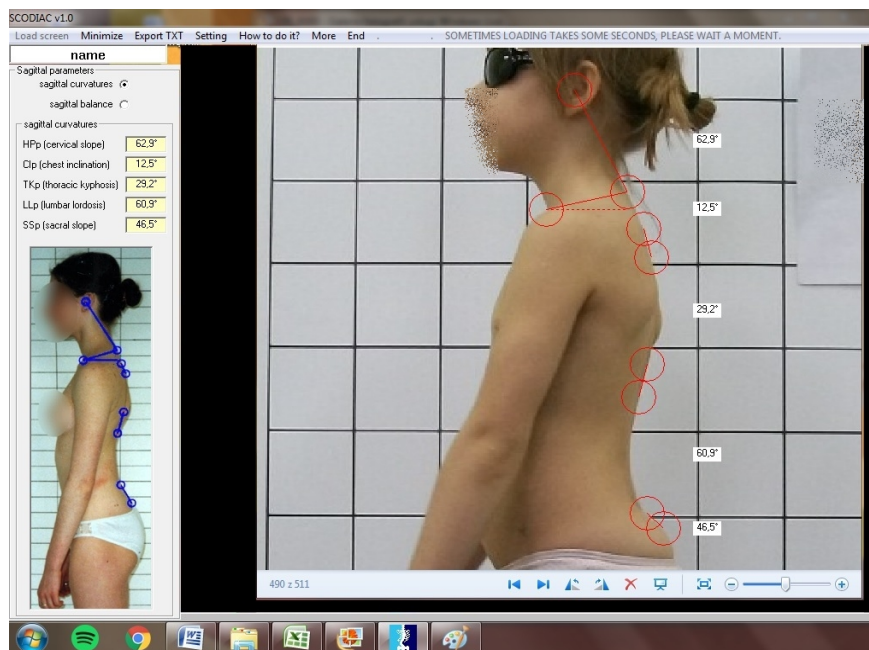 SCODIAC v1.0
Load screen Minimize Export TXT Setting How to do it? More End . . SOMETIMES LOADING TAKES SOME SECONDS, PLEASE WAIT A MOMENT.
name
Sagittal parameters
sagittal curvatures
sagittal balance
sagittal curvatures
HPp (cervical slope) 62,9°
CIp (chest inclination) 12,5°
TKp (thoracic kyphosis) 29,2°
LLp (lumbar lordosis) 60,9°
SSp (sacral slope) 46,5°
62,9°
12,5°
29,2°
60,9°
46,5°
490 z 511